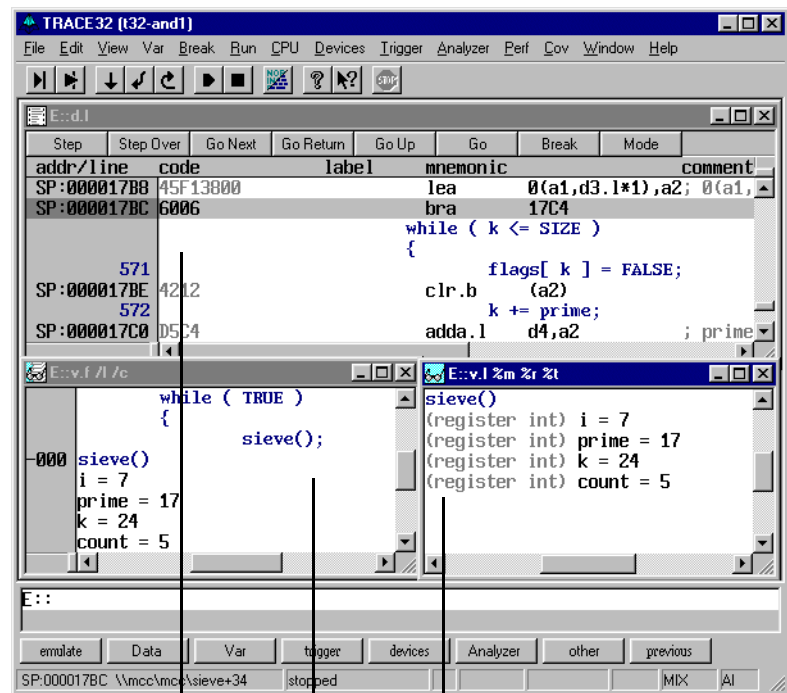 TRACE32 (t32-and1)
File Edit View Var Break Run CPU Devices Trigger Analyzer Perf Cov Window Help
STOP
E::d.l
Step Step Over Go Next Go Return Go Up Go Break Mode
addr/line code label mnemonic comment
SP:000017B8 45F13800 lea 0(a1,d3.l*1),a2; 0(a1,
SP:000017BC 6006 bra 17C4
while ( k <= SIZE )
{
571 flags[ k ] = FALSE;
SP:000017BE 4212 clr.b (a2)
572 k += prime;
SP:000017C0 D5C4 adda.l d4,a2 ; prime
E::v.f /l /c
while ( TRUE )
{
sieve();
-000 sieve()
i = 7
prime = 17
k = 24
count = 5
E::v.l %m %r %t
sieve()
(register int) i = 7
(register int) prime = 17
(register int) k = 24
(register int) count = 5
E::
emulate Data Var trigger devices Analyzer other previous
SP:000017BC \\mcc\mcc\sieve+34 stopped MIX AI